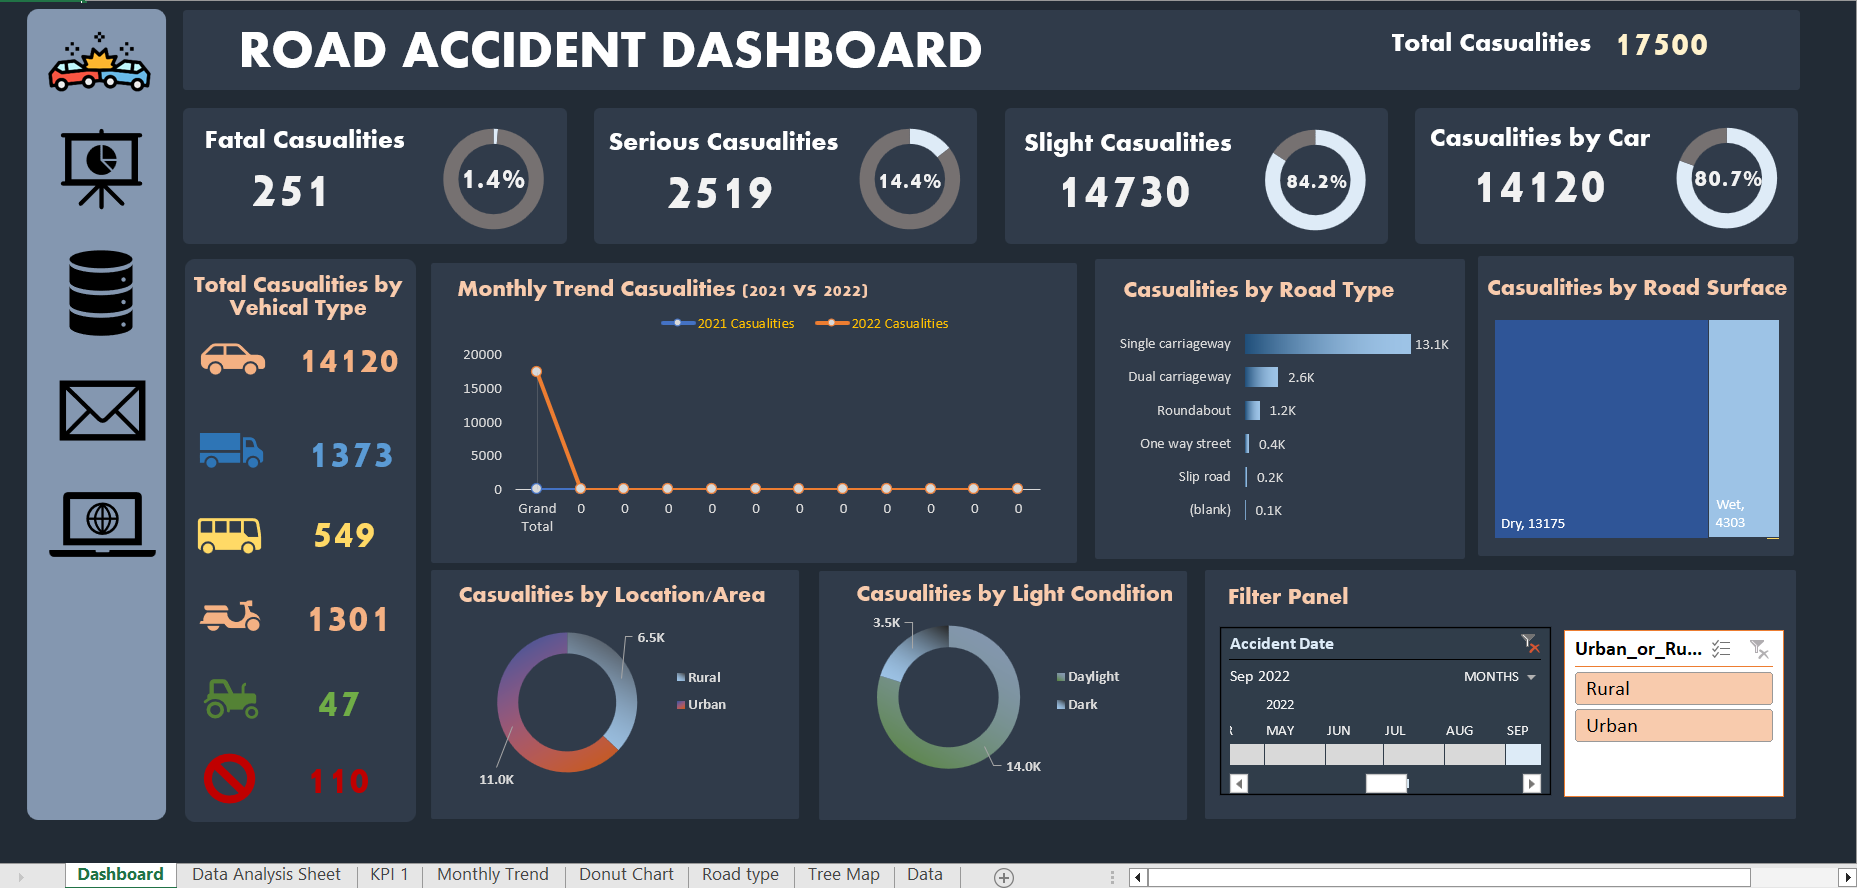 ROAD ACCIDENT DASHBOARD
Total Casualities 17500
Fatal Casualities
251
1.4%
Serious Casualities
2519
14.4%
Slight Casualities
14730
84.2%
Casualities by Car
14120
80.7%
Total Casualities by
Vehical Type
14120
1373
549
1301
47
110
Monthly Trend Casualities (2021 vs 2022)
2021 Casualities
2022 Casualities
20000
15000
10000
5000
0
Grand
Total
0 0 0 0 0 0 0 0 0 0 0
Casualities by Road Type
Single carriageway 13.1K
Dual carriageway 2.6K
Roundabout 1.2K
One way street 0.4K
Slip road 0.2K
(blank) 0.1K
Casualities by Road Surface
Dry, 13175
Wet,
4303
Casualities by Location/Area
6.5K
Rural
Urban
11.0K
Casualities by Light Condition
3.5K
Daylight
Dark
14.0K
Filter Panel
Accident Date
Sep 2022 MONTHS
2022
MAY JUN JUL AUG SEP
Urban_or_Ru...
Rural
Urban
Dashboard Data Analysis Sheet KPI 1 Monthly Trend Donut Chart Road type Tree Map Data